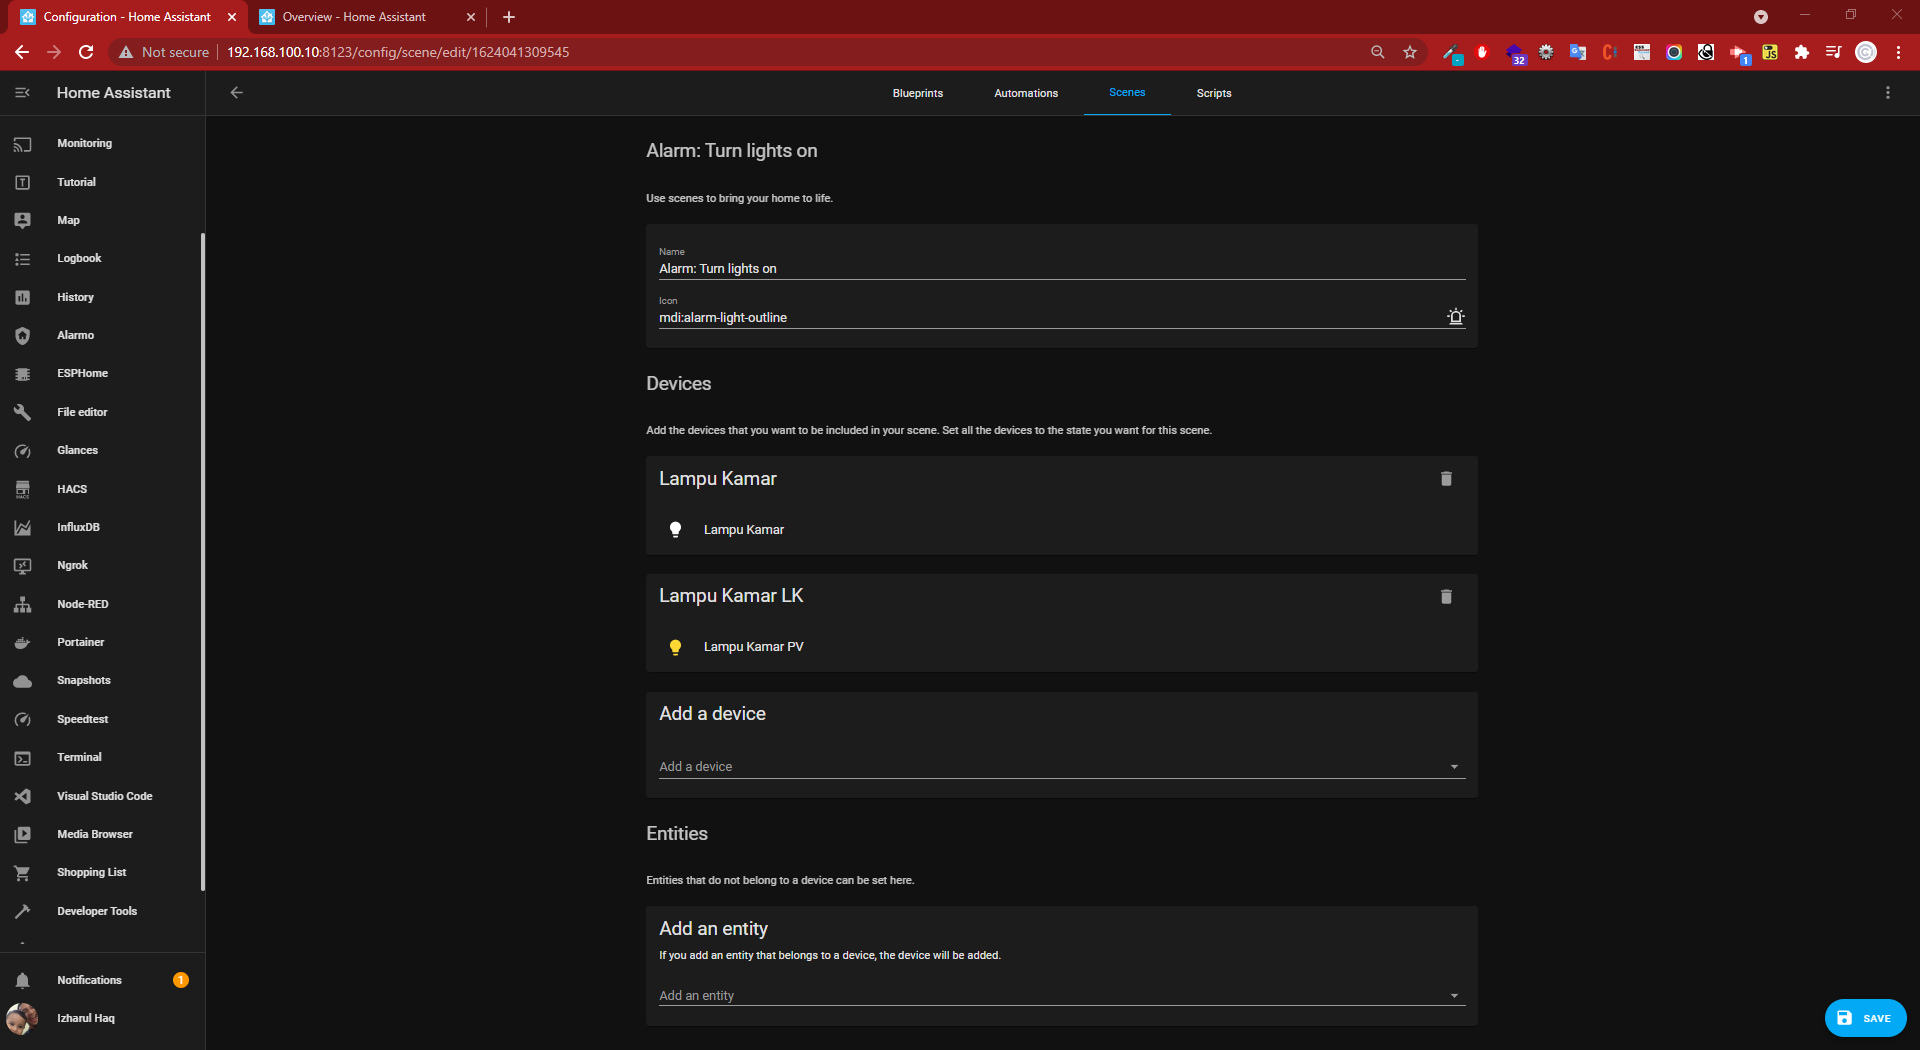 Configuration - Home Assistant
Overview - Home Assistant
Not secure
192.168.100.10:8123/config/scene/edit/1624041309545
32
1
JS
Home Assistant
Blueprints
Automations
Scenes
Scripts
Monitoring
Tutorial
Map
Logbook
History
Alarmo
ESPHome
File editor
Glances
HACS
InfluxDB
Ngrok
Node-RED
Portainer
Snapshots
Speedtest
Terminal
Visual Studio Code
Media Browser
Shopping List
Developer Tools
Notifications
1
Izharul Haq
Alarm: Turn lights on
Use scenes to bring your home to life.
Name
Alarm: Turn lights on
Icon
mdi:alarm-light-outline
Devices
Add the devices that you want to be included in your scene. Set all the devices to the state you want for this scene.
Lampu Kamar
Lampu Kamar
Lampu Kamar LK
Lampu Kamar PV
Add a device
Add a device
Entities
Entities that do not belong to a device can be set here.
Add an entity
If you add an entity that belongs to a device, the device will be added.
Add an entity
SAVE